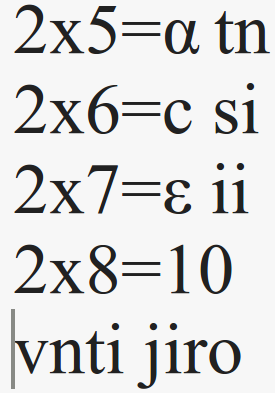 2x5=α tn
2x6=c si
2x7=ε ii
2x8=10
vnti jiro